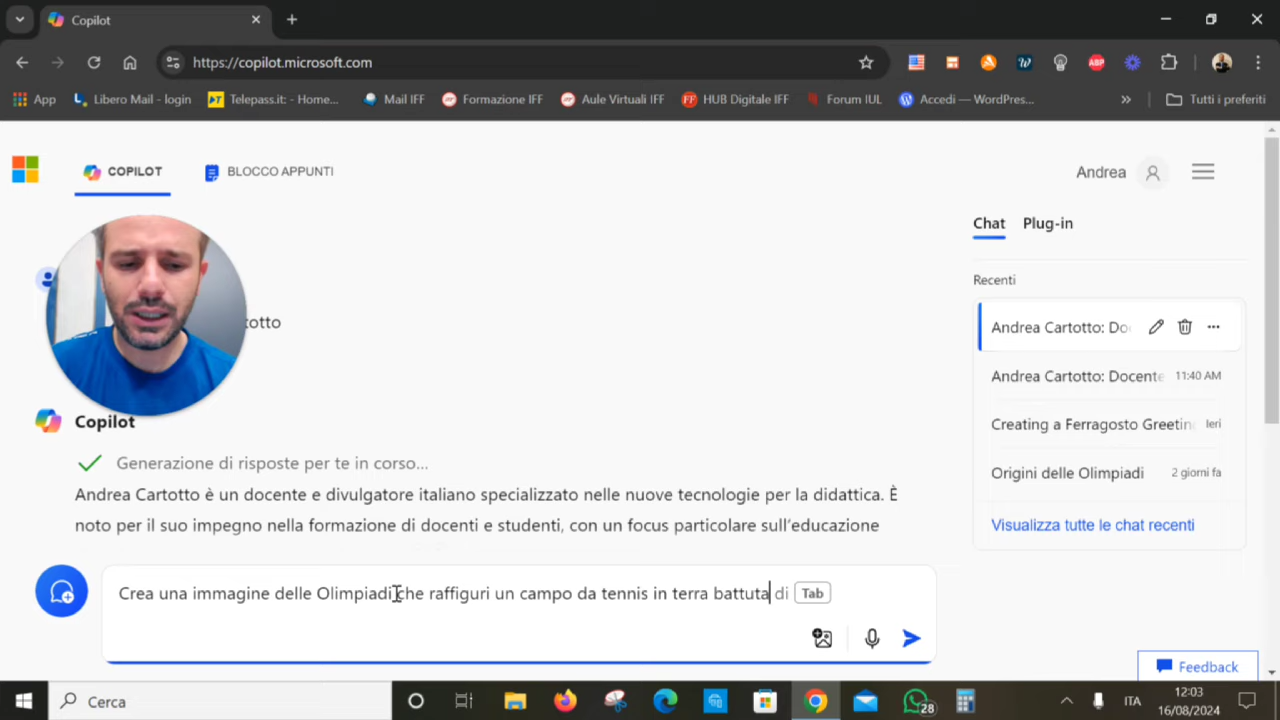 Copilot
https://copilot.microsoft.com
App
Libero Mail - login
Telepass.it: - Home...
Mail IFF
Formazione IFF
Aule Virtuali IFF
HUB Digitale IFF
Forum IUL
Accedi — WordPres...
»
Tutti i preferiti
COPILOT
BLOCCO APPUNTI
Andrea
Chat
Plug-in
Recenti
Andrea Cartotto: Do
Andrea Cartotto: Docente
11:40 AM
Creating a Ferragosto Greetin
Ieri
Origini delle Olimpiadi
2 giorni fa
Visualizza tutte le chat recenti
otto
Copilot
Generazione di risposte per te in corso...
Andrea Cartotto è un docente e divulgatore italiano specializzato nelle nuove tecnologie per la didattica. È
noto per il suo impegno nella formazione di docenti e studenti, con un focus particolare sull'educazione
Crea una immagine delle Olimpiadi che raffiguri un campo da tennis in terra battuta di Tab
Feedback
Cerca
28
ITA
12:03
16/08/2024